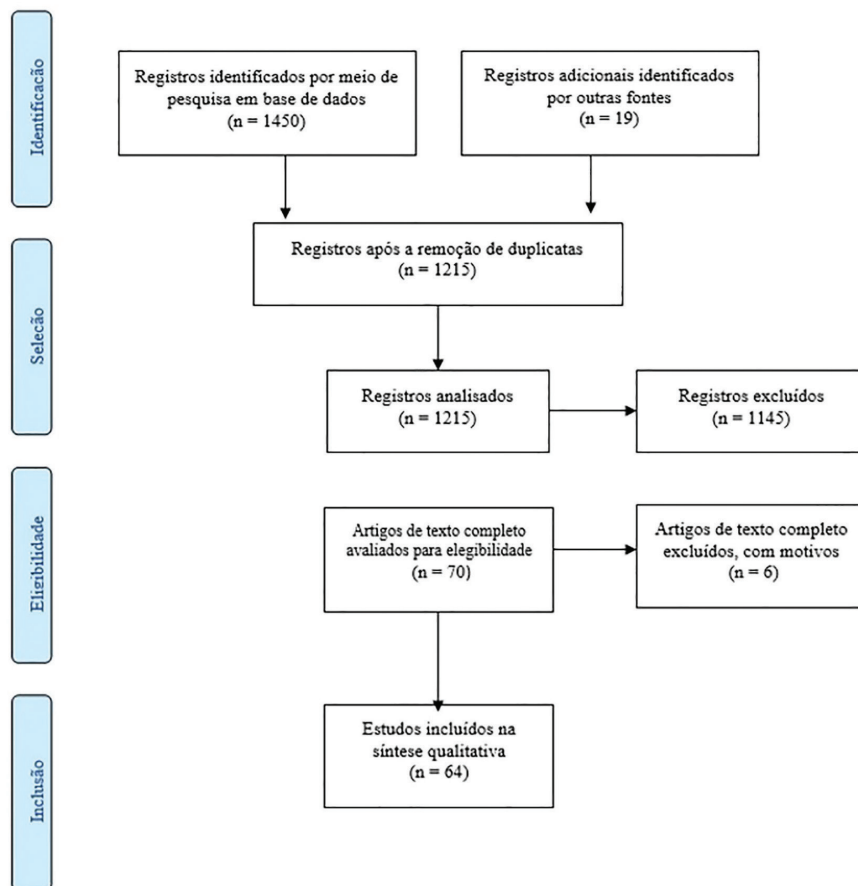 Identificação
Registros identificados por meio de
pesquisa em base de dados
(n = 1450)
Registros adicionais identificados
por outras fontes
(n = 19)
Selecão
Registros após a remoção de duplicatas
(n = 1215)
Registros analisados
(n = 1215)
Registros excluídos
(n = 1145)
Eligibilidade
Artigos de texto completo
avaliados para elegibilidade
(n = 70)
Artigos de texto completo
excluídos, com motivos
(n = 6)
Inclusão
Estudos incluídos na
síntese qualitativa
(n = 64)